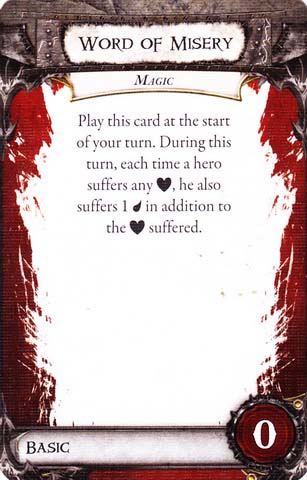 Word of Misery
Magic
Play this card at the start
of your turn. During this
turn, each time a hero
suffers any ♥, he also
suffers 1 💧 in addition to
the ♥ suffered.
Basic
0